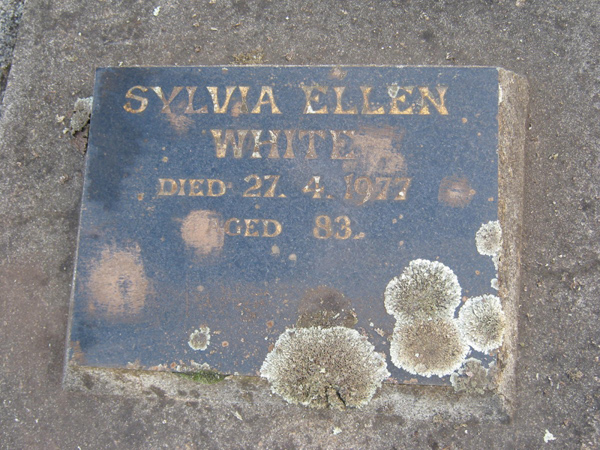 SYLVIA ELLEN
WHITE
DIED 27. 4. 1977
AGED 83.